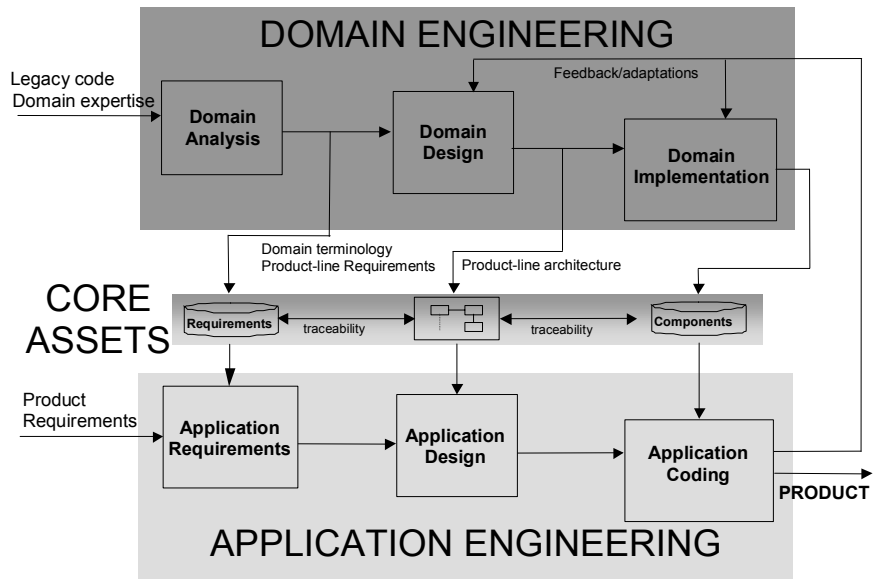 DOMAIN ENGINEERING
Legacy code
Domain expertise
Feedback/adaptations
Domain
Analysis
Domain
Design
Domain
Implementation
Domain terminology
Product-line Requirements
Product-line architecture
CORE
ASSETS
Requirements
traceability
traceability
Components
Product
Requirements
Application
Requirements
Application
Design
Application
Coding
PRODUCT
APPLICATION ENGINEERING